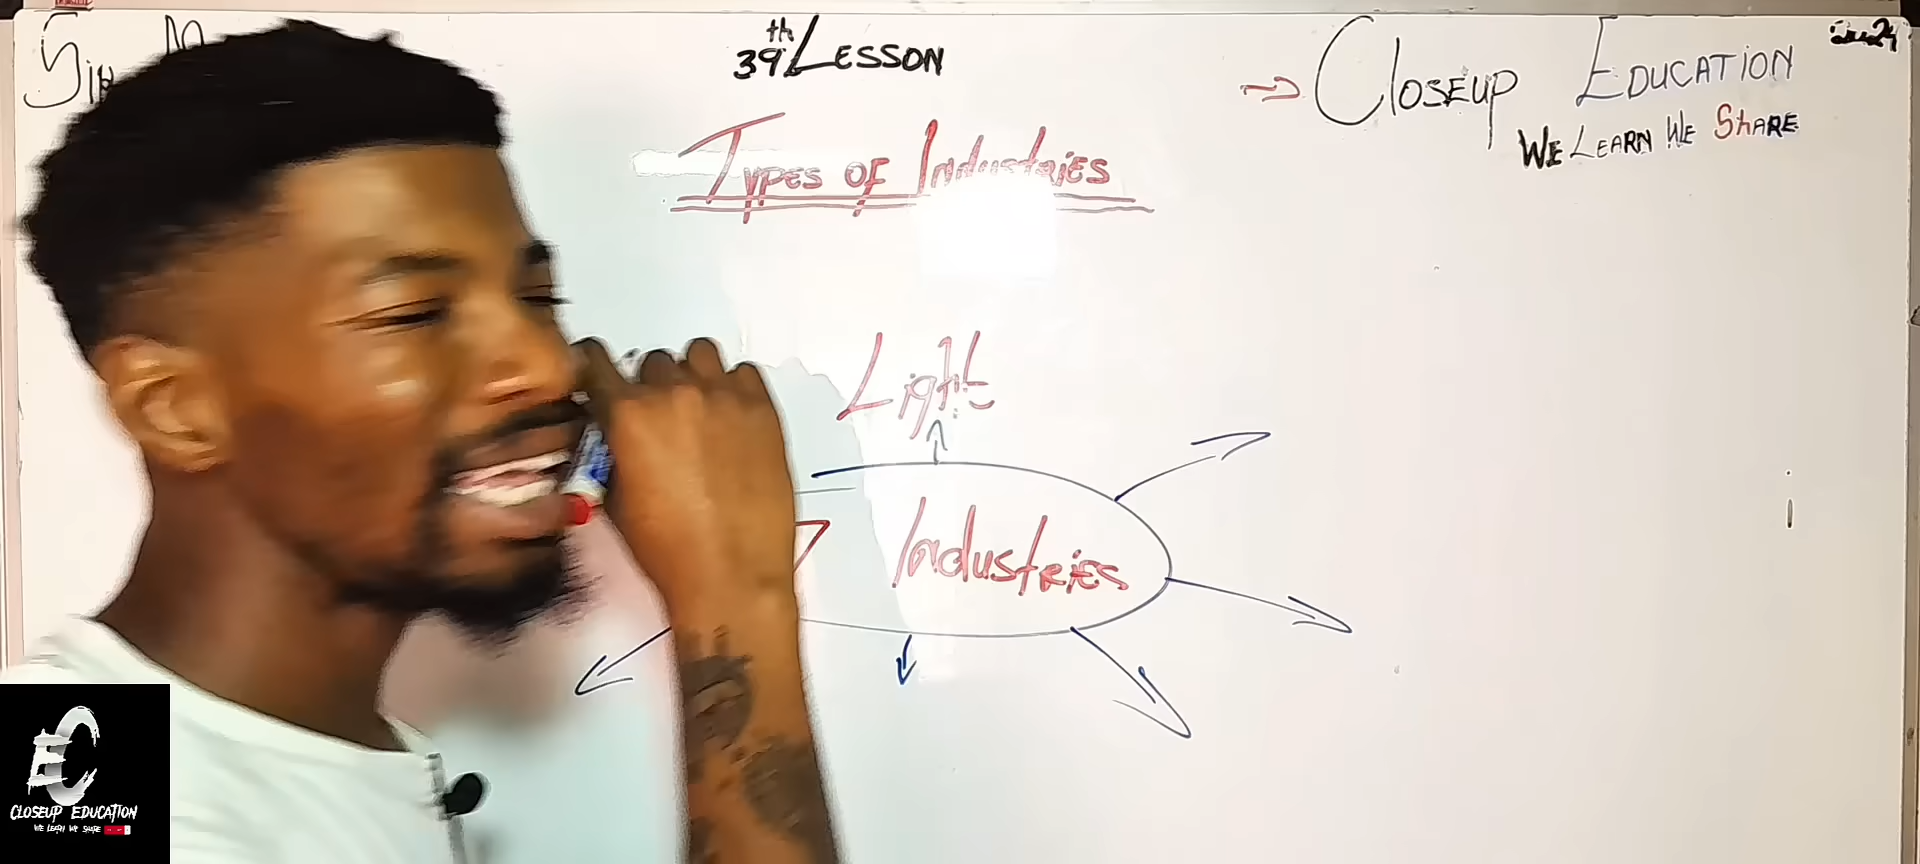 39th LESSON
→ CLOSEUP EDUCATION
WE LEARN WE ShARE
TYPES OF IndustRiES
Light
IndustRiES
EC
CLOSEUP EDUCATION
WE LEARN WE SHARE